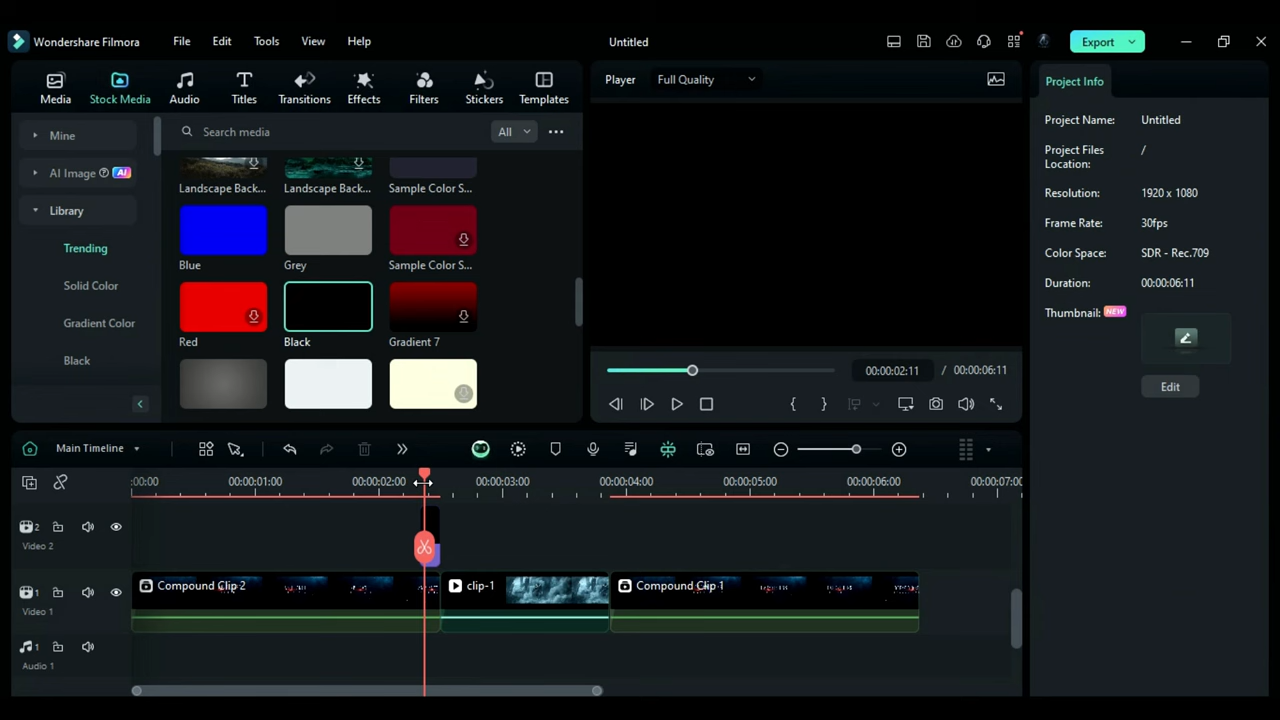 Wondershare Filmora
File
Edit
Tools
View
Help
Untitled
Export
Media
Stock Media
Audio
Titles
Transitions
Effects
Filters
Stickers
Templates
Player
Full Quality
Project Info
Mine
AI Image
AI
Library
Trending
Solid Color
Gradient Color
Black
Search media
All
Landscape Back...
Landscape Back...
Sample Color S...
Blue
Grey
Sample Color S...
Red
Black
Gradient 7
00:00:02:11
/
00:00:06:11
Project Name:
Untitled
Project Files
Location:
/
Resolution:
1920 x 1080
Frame Rate:
30fps
Color Space:
SDR - Rec.709
Duration:
00:00:06:11
Thumbnail:
NEW
Edit
Main Timeline
:00:00
00:00:01:00
00:00:02:00
00:00:03:00
00:00:04:00
00:00:05:00
00:00:06:00
00:00:07:00
2
Video 2
1
Video 1
Compound Clip 2
clip-1
Compound Clip 1
1
Audio 1